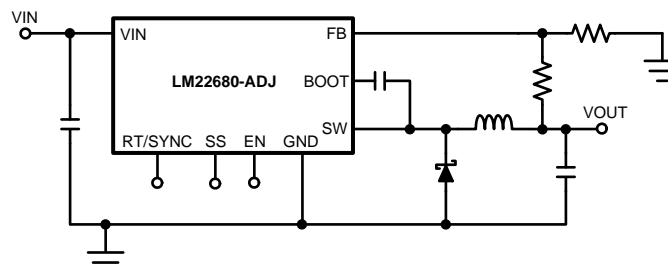 VIN
VIN
FB
LM22680-ADJ
BOOT
VOUT
SW
RT/SYNC SS EN GND